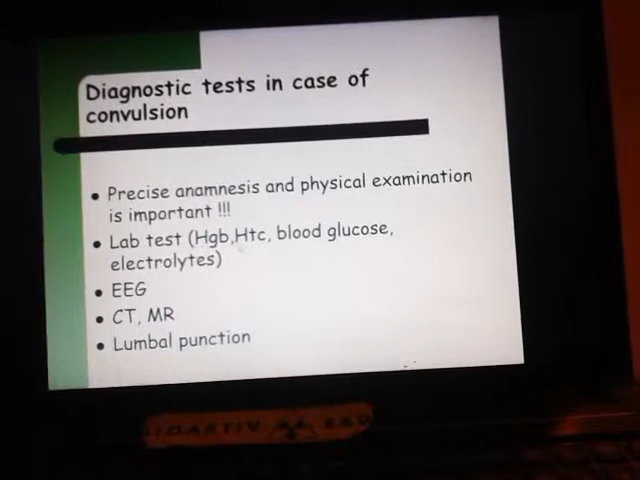 Diagnostic tests in case of
convulsion
• Precise anamnesis and physical examination
is important !!!
• Lab test (Hgb,Htc, blood glucose,
electrolytes)
• EEG
• CT, MR
• Lumbal punction